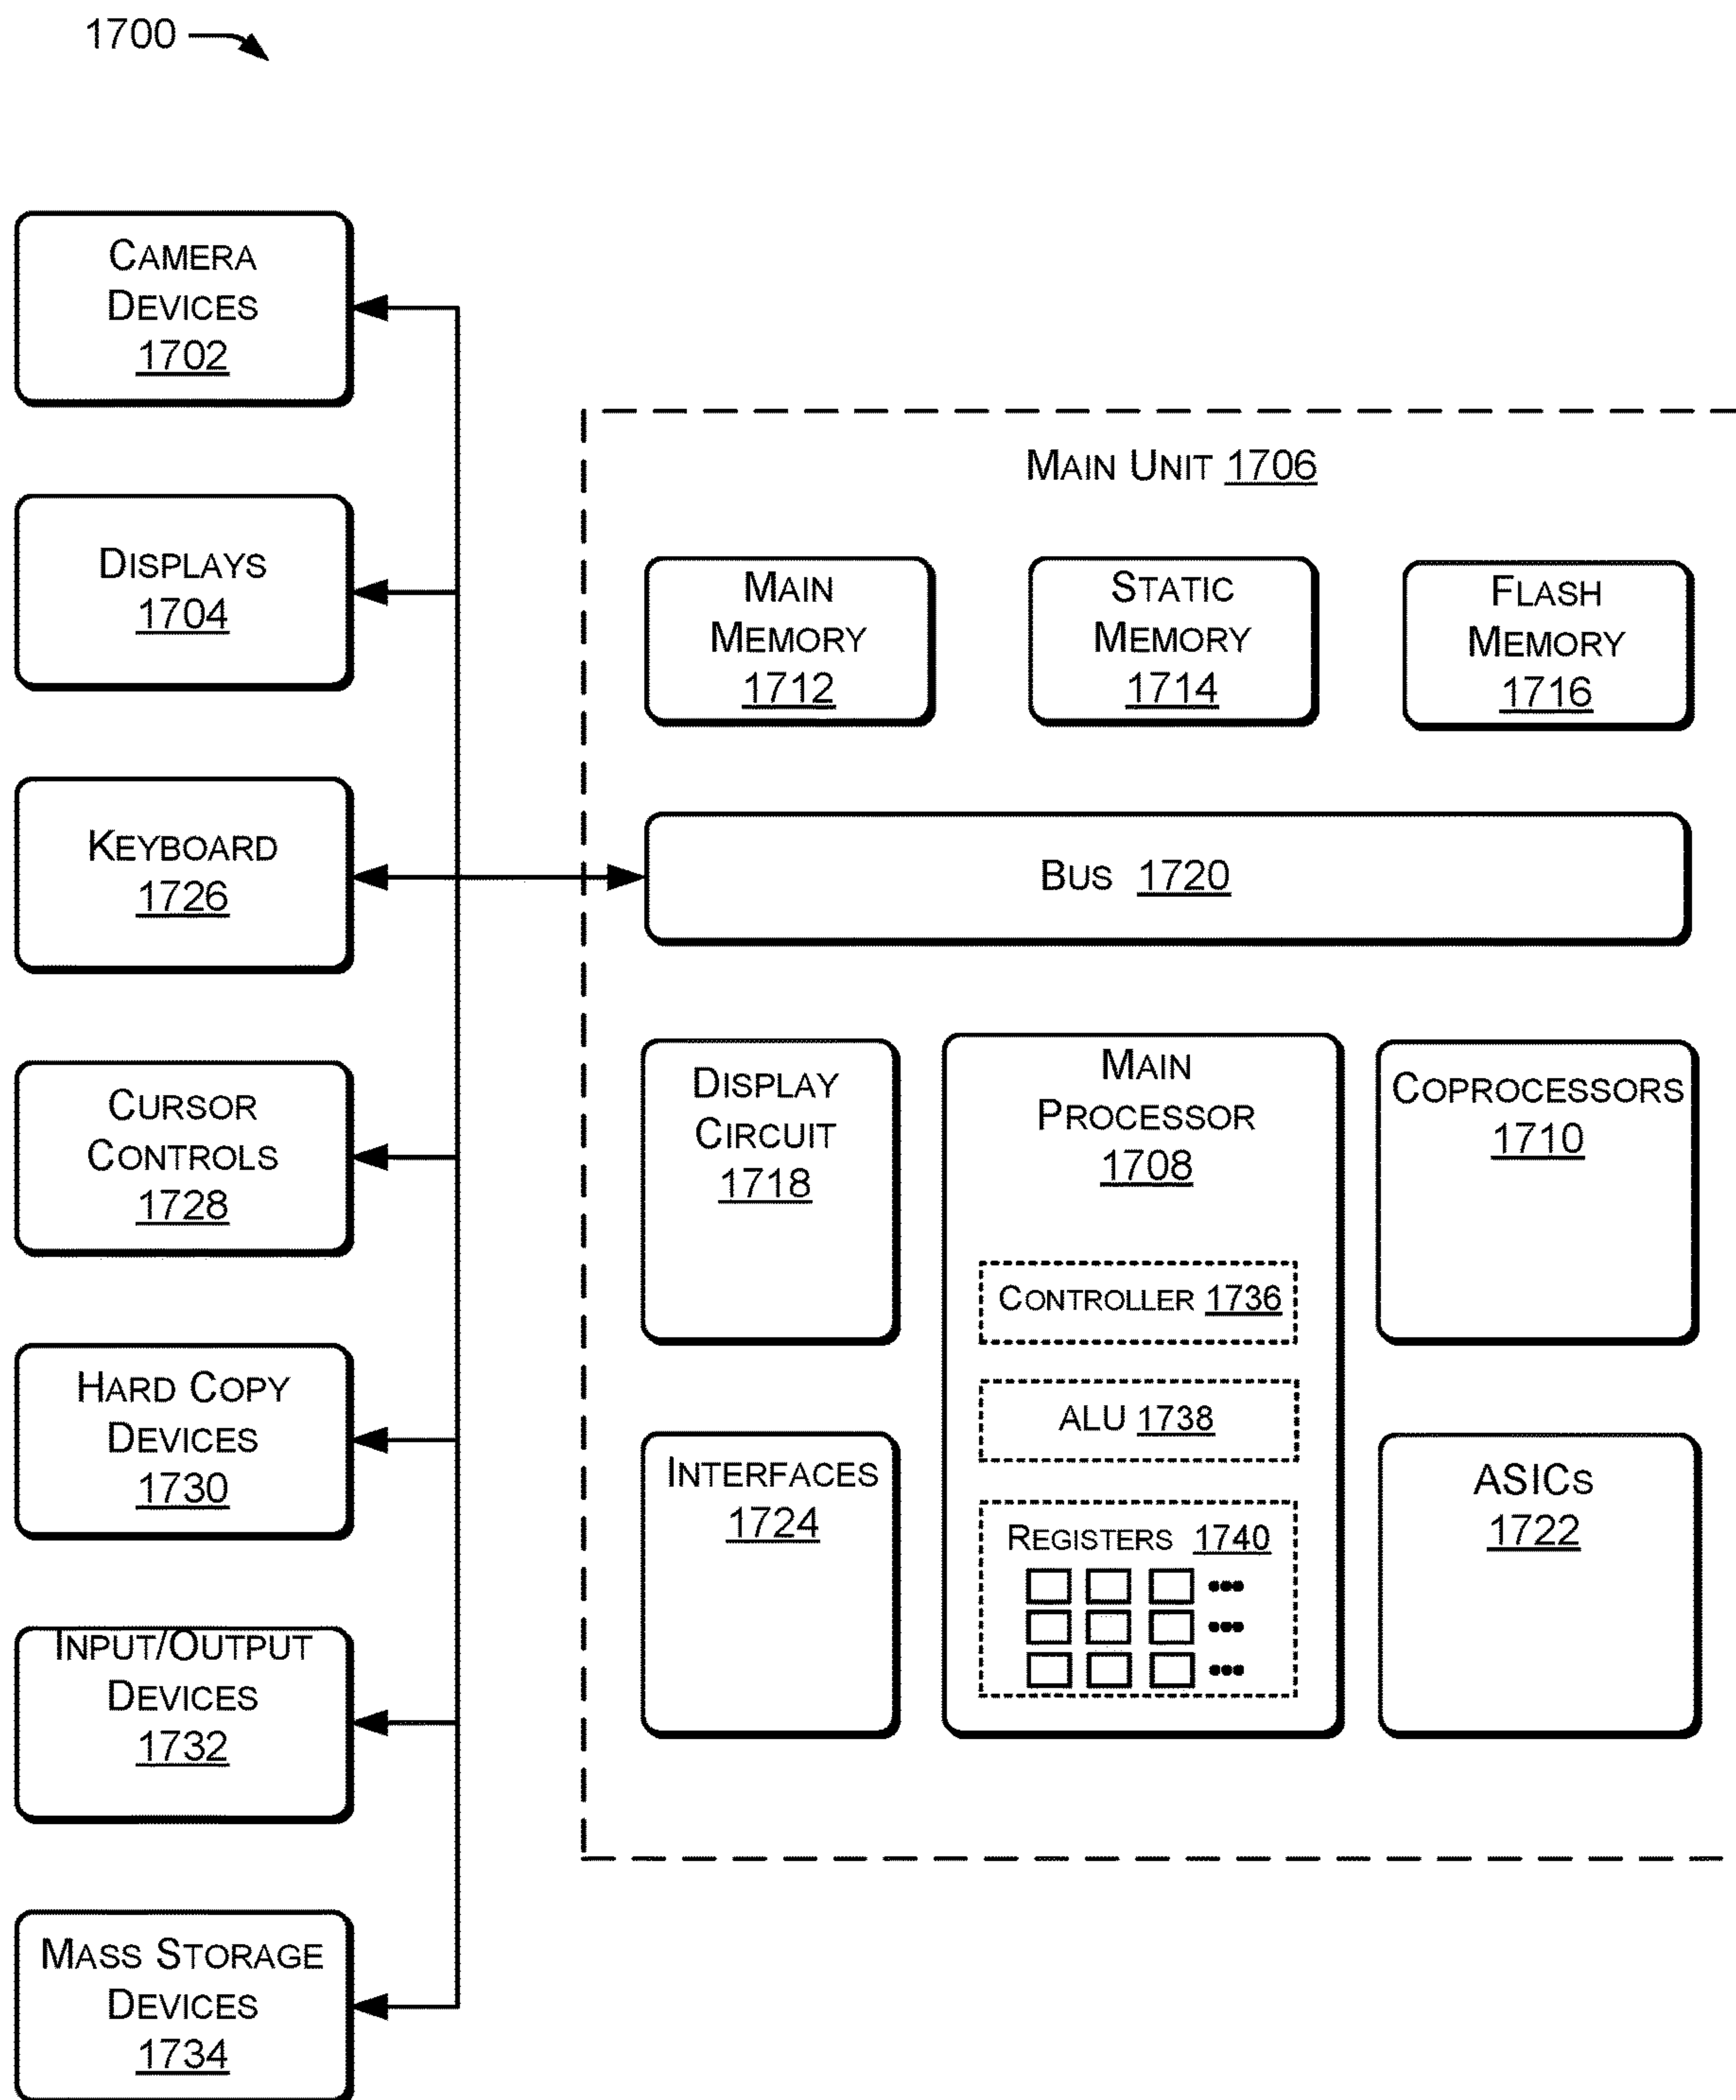 1700
CAMERA
DEVICES
1702
DISPLAYS
1704
KEYBOARD
1726
CURSOR
CONTROLS
1728
HARD COPY
DEVICES
1730
INPUT/OUTPUT
DEVICES
1732
MASS STORAGE
DEVICES
1734
MAIN UNIT 1706
MAIN
MEMORY
1712
STATIC
MEMORY
1714
FLASH
MEMORY
1716
BUS 1720
DISPLAY
CIRCUIT
1718
MAIN
PROCESSOR
1708
CONTROLLER 1736
ALU 1738
REGISTERS 1740
COPROCESSORS
1710
INTERFACES
1724
ASICS
1722